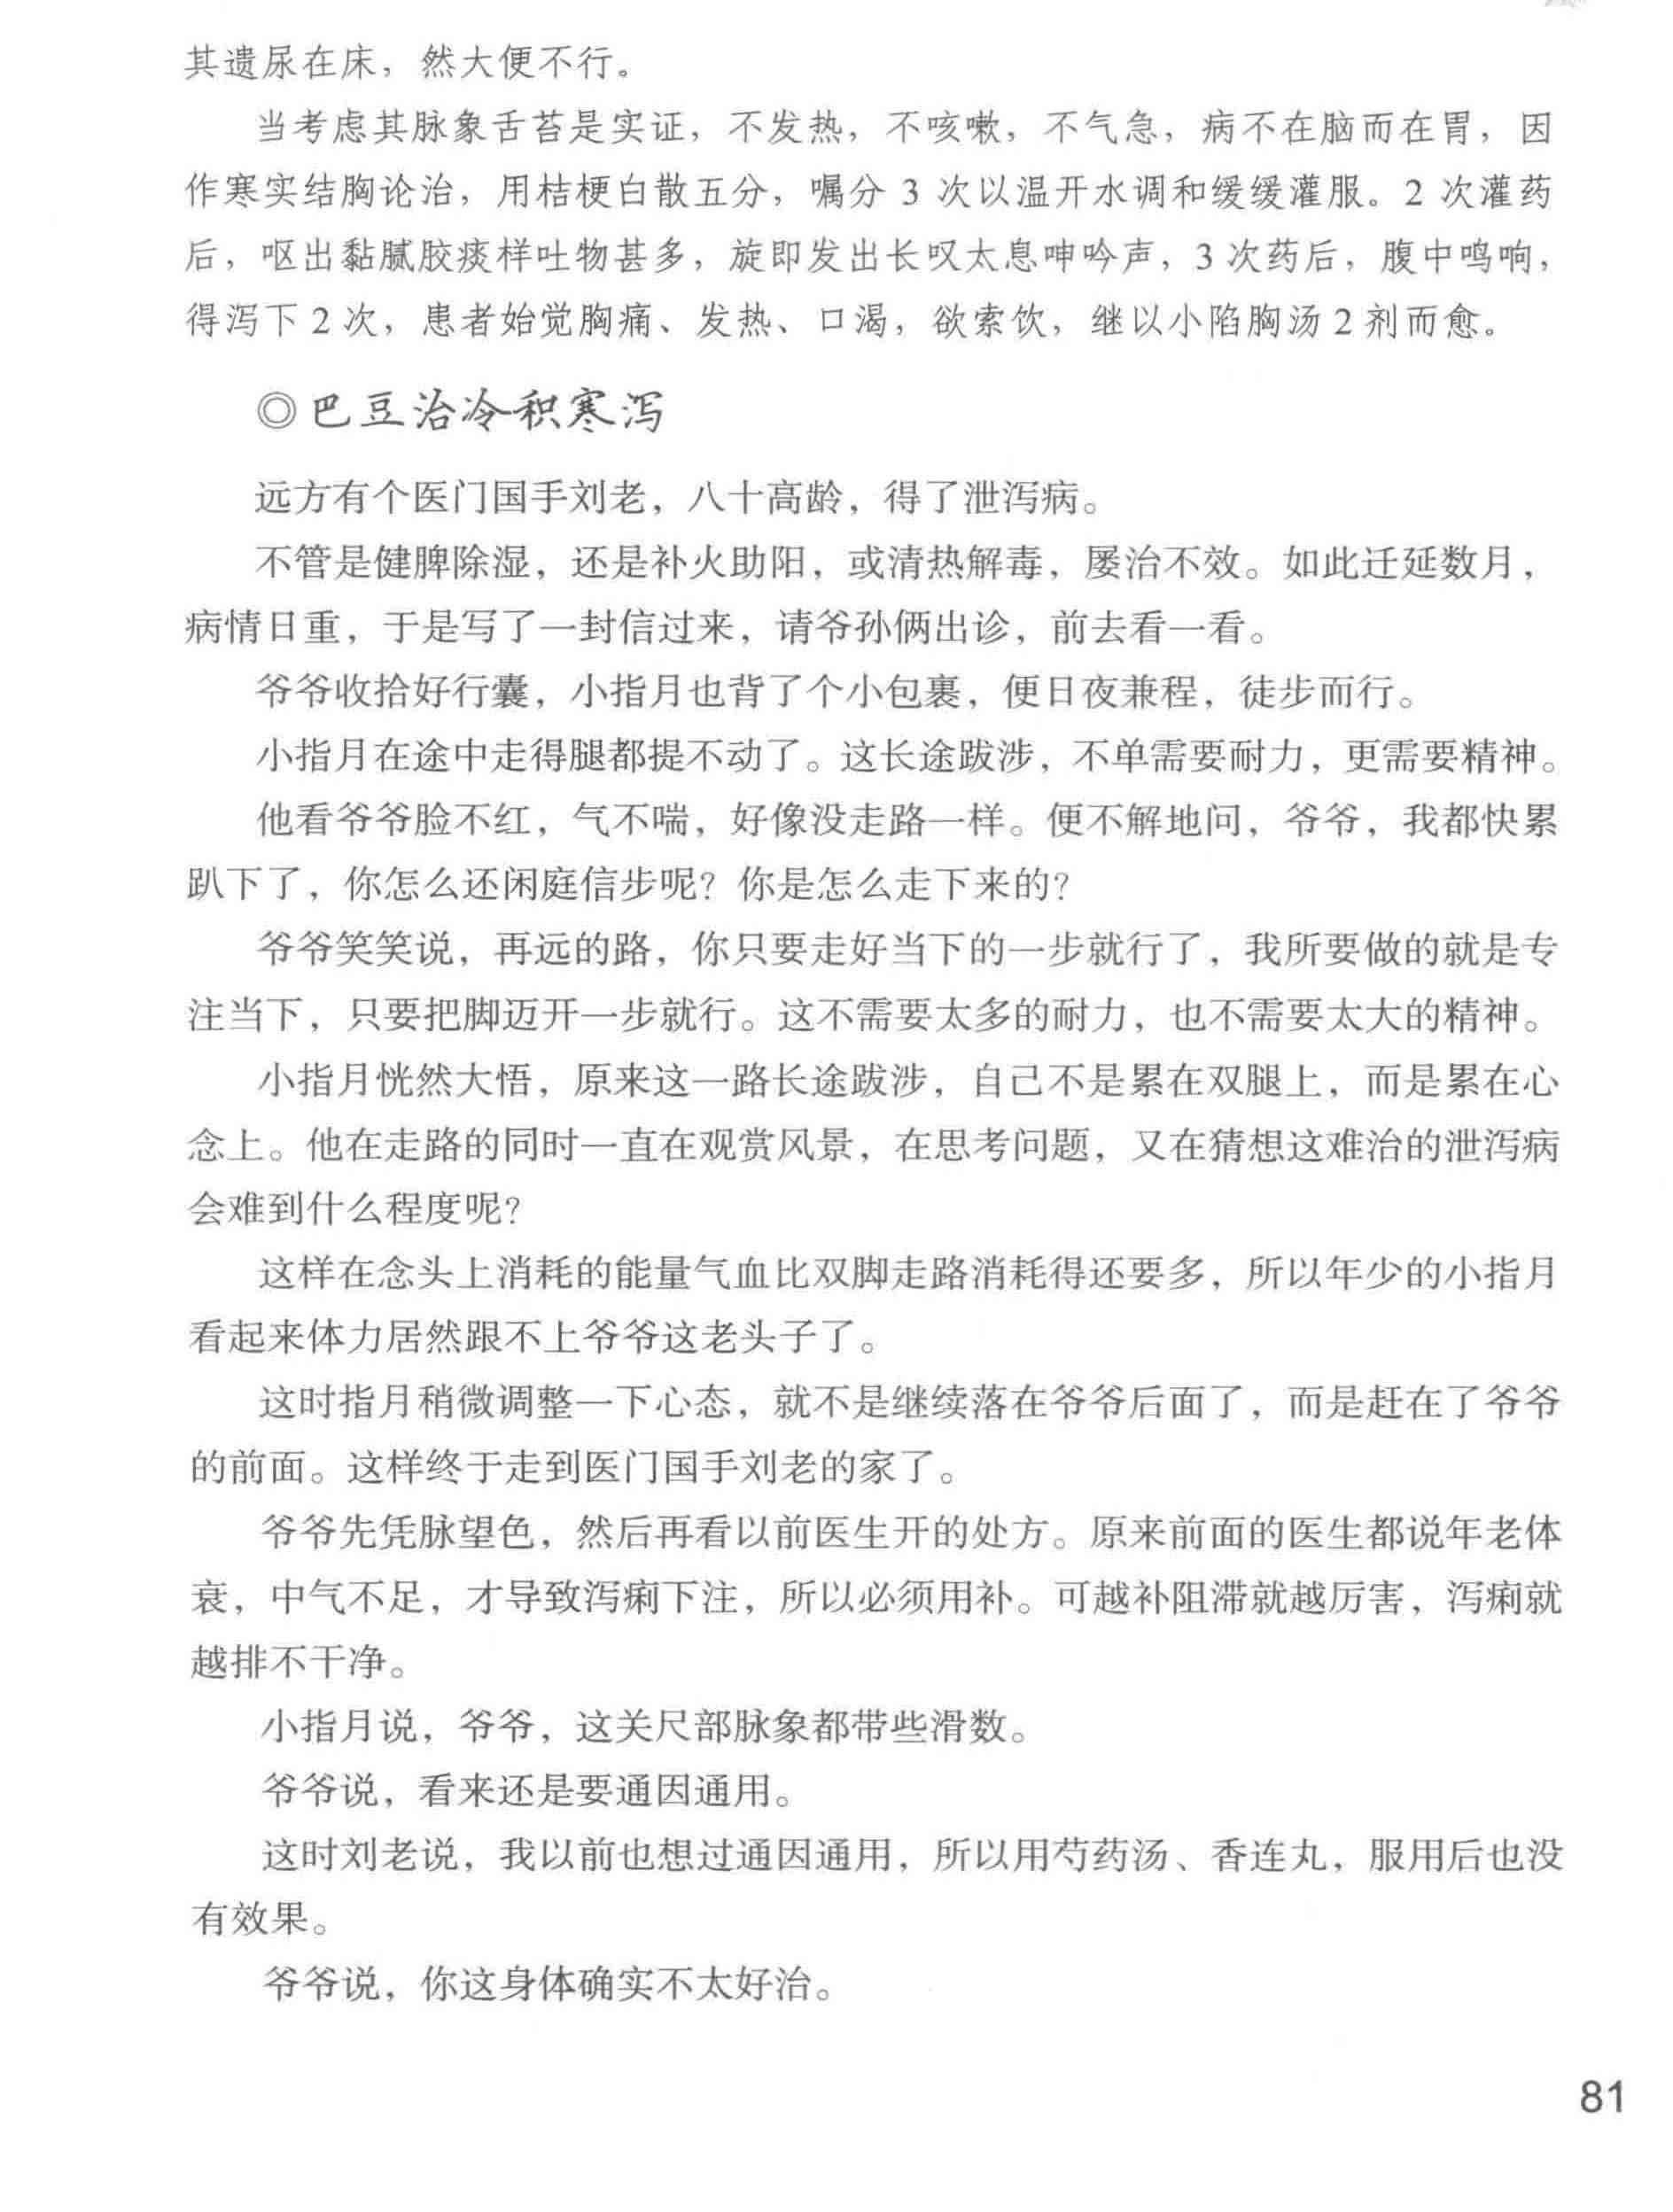 其遗尿在床，然大便不行。
当考虑其脉象舌苔是实证，不发热，不咳嗽，不气急，病不在脑而在胃，因
作寒实结胸论治，用桔梗白散五分，嘱分 3 次以温开水调和缓缓灌服。2 次灌药
后，呕出黏腻胶痰样吐物甚多，旋即发出长叹太息呻吟声，3 次药后，腹中鸣响，
得泻下 2 次，患者始觉胸痛、发热、口渴，欲索饮，继以小陷胸汤 2 剂而愈。
◎巴豆治冷积寒泻
远方有个医门国手刘老，八十高龄，得了泄泻病。
不管是健脾除湿，还是补火助阳，或清热解毒，屡治不效。如此迁延数月，
病情日重，于是写了一封信过来，请爷孙俩出诊，前去看一看。
爷爷收拾好行囊，小指月也背了个小包裹，便日夜兼程，徒步而行。
小指月在途中走得腿都提不动了。这长途跋涉，不单需要耐力，更需要精神。
他看爷爷脸不红，气不喘，好像没走路一样。便不解地问，爷爷，我都快累
趴下了，你怎么还闲庭信步呢？你是怎么走下来的？
爷爷笑笑说，再远的路，你只要走好当下的一步就行了，我所要做的就是专
注当下，只要把脚迈开一步就行。这不需要太多的耐力，也不需要太大的精神。
小指月恍然大悟，原来这一路长途跋涉，自己不是累在双腿上，而是累在心
念上。他在走路的同时一直在观赏风景，在思考问题，又在猜想这难治的泄泻病
会难到什么程度呢？
这样在念头上消耗的能量气血比双脚走路消耗得还要多，所以年少的小指月
看起来体力居然跟不上爷爷这老头子了。
这时指月稍微调整一下心态，就不是继续落在爷爷后面了，而是赶在了爷爷
的前面。这样终于走到医门国手刘老的家了。
爷爷先凭脉望色，然后再看以前医生开的处方。原来前面的医生都说年老体
衰，中气不足，才导致泻痢下注，所以必须用补。可越补阻滞就越厉害，泻痢就
越排不干净。
小指月说，爷爷，这关尺部脉象都带些滑数。
爷爷说，看来还是要通因通用。
这时刘老说，我以前也想过通因通用，所以用芍药汤、香连丸，服用后也没
有效果。
爷爷说，你这身体确实不太好治。
81